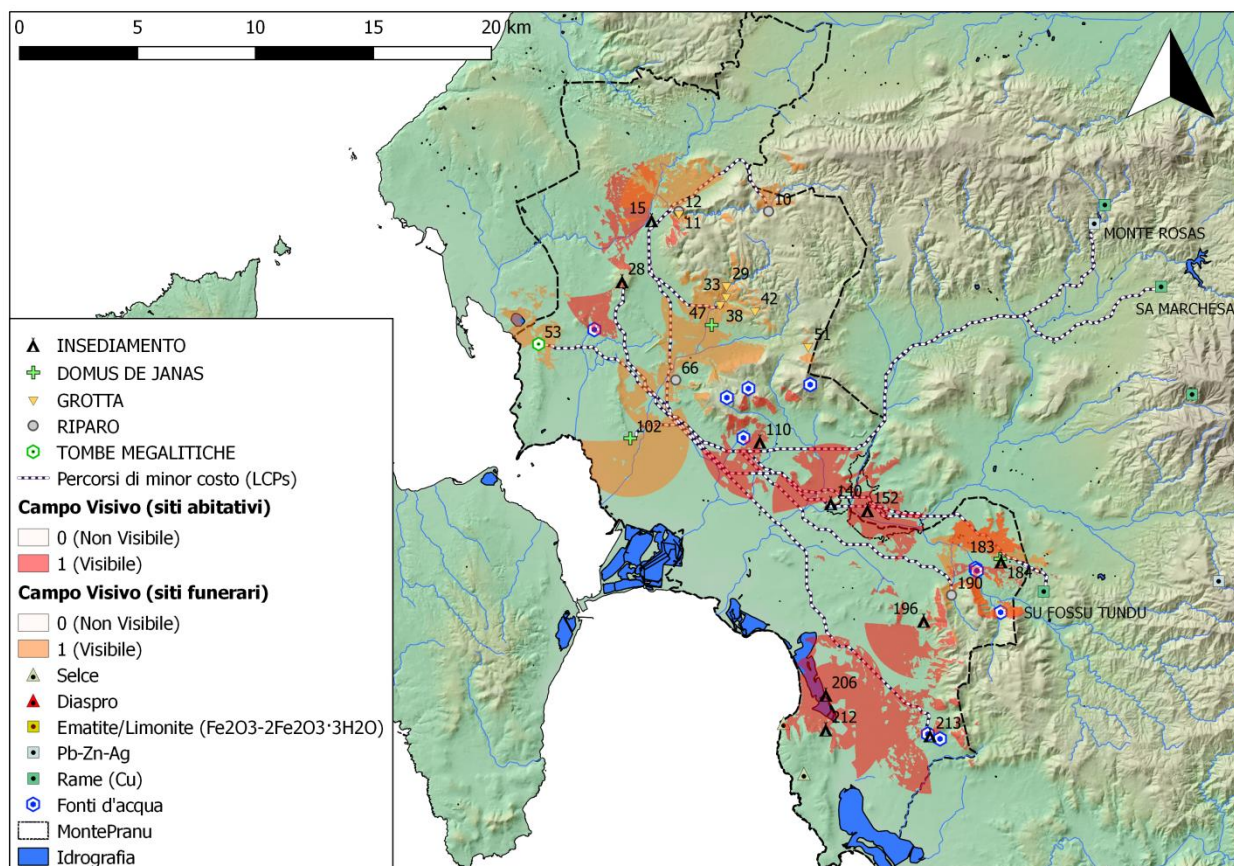 0 5 10 15 20 km
12
10
15
11
MONTE ROSAS
28
29
33
42
SA MARCHESA
47
38
53
51
66
102
110
140
152
183
184
190
SU FOSSU TUNDU
196
206
212
213
INSEDIAMENTO
DOMUS DE JANAS
GROTTA
RIPARO
TOMBE MEGALITICHE
Percorsi di minor costo (LCPs)
Campo Visivo (siti abitativi)
0 (Non Visibile)
1 (Visibile)
Campo Visivo (siti funerari)
0 (Non Visibile)
1 (Visibile)
Selce
Diaspro
Ematite/Limonite (Fe2O3-2Fe2O3·3H2O)
Pb-Zn-Ag
Rame (Cu)
Fonti d'acqua
MontePranu
Idrografia